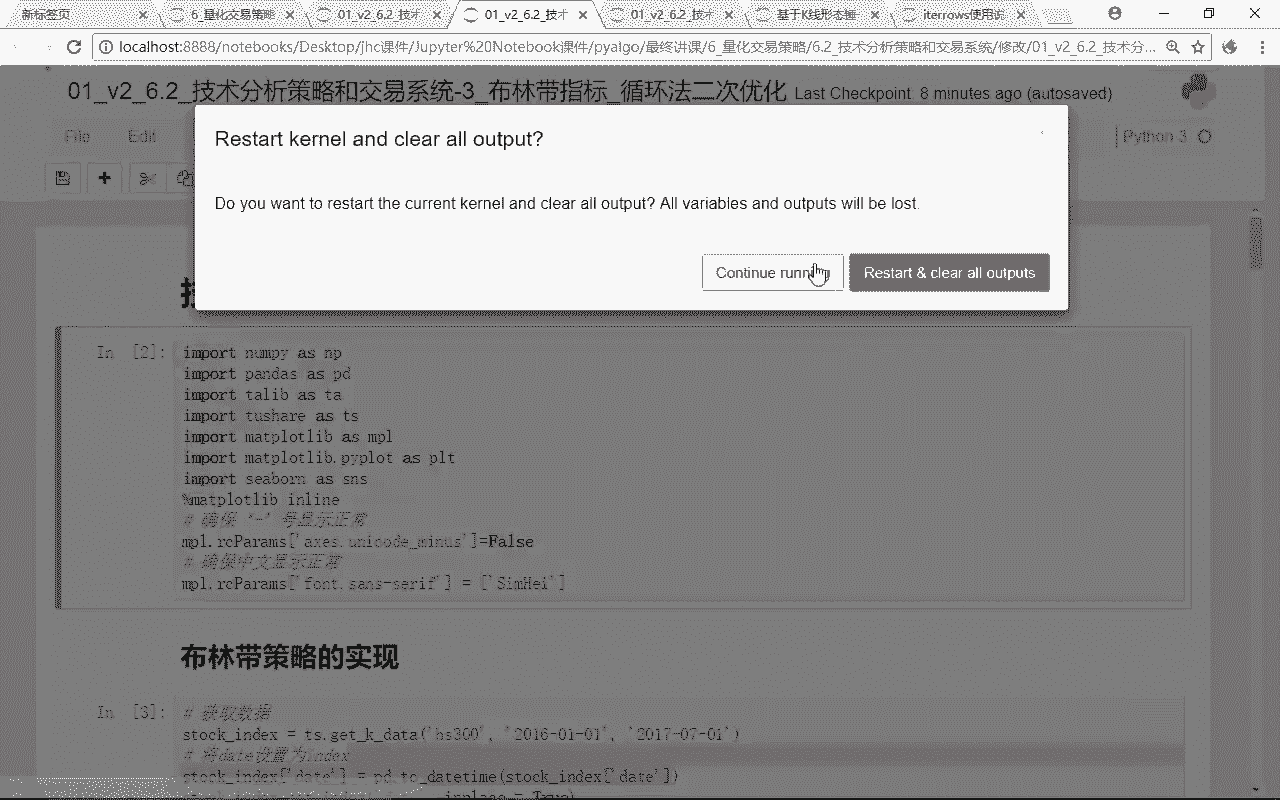 新标签页
6_量化交易策略
01_v2_6.2_技术
01_v2_6.2_技术
01_v2_6.2_技术
基于K线形态捶
iterrows使用说
localhost:8888/notebooks/Desktop/jhc课件/Jupyter%20Notebook课件/pyalgo/最终讲课/6_量化交易策略/6.2_技术分析策略和交易系统/修改/01_v2_6.2_技术分...
01_v2_6.2_技术分析策略和交易系统-3_布林带指标_循环法二次优化 Last Checkpoint: 8 minutes ago (autosaved)
File Edit
Python 3
Restart kernel and clear all output?
Do you want to restart the current kernel and clear all output? All variables and outputs will be lost.
Continue running
Restart & clear all outputs
In [2]:
import numpy as np
import pandas as pd
import talib as ta
import tushare as ts
import matplotlib as mpl
import matplotlib.pyplot as plt
import seaborn as sns
%matplotlib inline
# 确保 '-' 号显示正常
mpl.rcParams['axes.unicode_minus']=False
# 确保中文显示正常
mpl.rcParams['font.sans-serif'] = ['SimHei']
布林带策略的实现
In [3]:
# 获取数据
stock_index = ts.get_k_data('hs300', '2016-01-01', '2017-07-01')
# 将date设置为index
stock_index['date'] = pd.to_datetime(stock_index['date'])